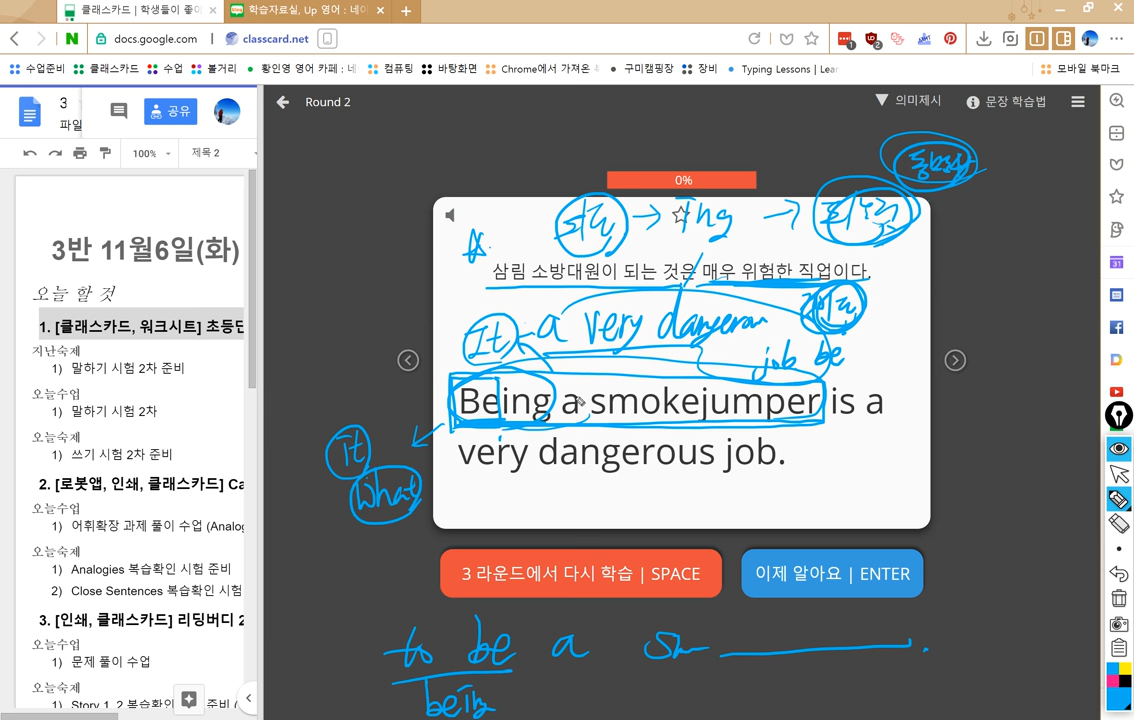 클래스카드 | 학생들이 좋아
학습자료실, Up 영어 : 네이
docs.google.com | classcard.net
수업준비 클래스카드 수업 볼거리 황인영 영어 카페 : 네 컴퓨팅 바탕화면 Chrome에서 가져온 구미캠핑장 장비 Typing Lessons | Lear 모바일 북마크
3
파일
공유
100% 제목 2
3반 11월6일(화)
오늘 할 것
1. [클래스카드, 워크시트] 초등단
지난숙제
1) 말하기 시험 2차 준비
오늘수업
1) 말하기 시험 2차
오늘숙제
1) 쓰기 시험 2차 준비
2. [로봇앱, 인쇄, 클래스카드] Ca
오늘수업
1) 어휘확장 과제 풀이 수업 (Analog
오늘숙제
1) Analogies 복습확인 시험 준비
2) Close Sentences 복습확인 시험
3. [인쇄, 클래스카드] 리딩버디 2
오늘수업
1) 문제 풀이 수업
오늘숙제
1) Story 1, 2 복습확인 준비 (
Round 2
의미제시 문장 학습법
0%
삼림 소방대원이 되는 것은 매우 위험한 직업이다.
It a very dangerou
job be
Being a smokejumper is a
very dangerous job.
It
What
3 라운드에서 다시 학습 | SPACE
이제 알아요 | ENTER
to be a sm
being